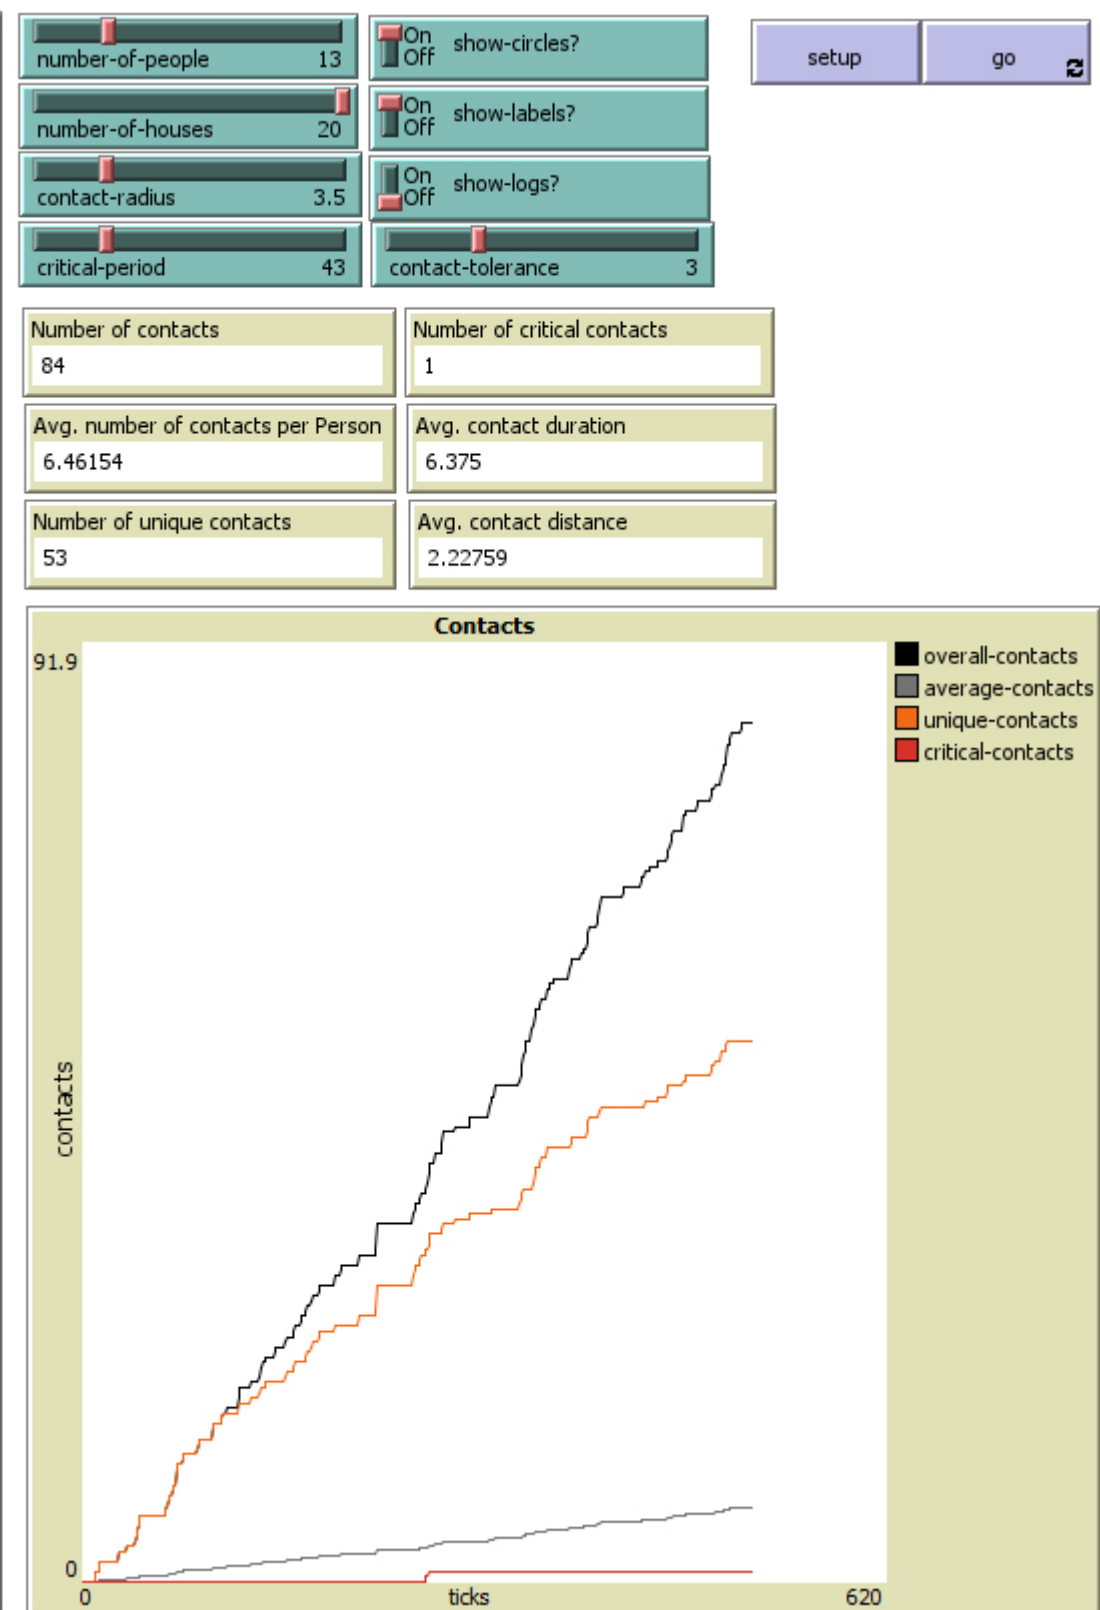 number-of-people 13
On
Off
show-circles?
setup
go
number-of-houses 20
On
Off
show-labels?
contact-radius 3.5
On
Off
show-logs?
critical-period 43
contact-tolerance 3
Number of contacts
84
Number of critical contacts
1
Avg. number of contacts per Person
6.46154
Avg. contact duration
6.375
Number of unique contacts
53
Avg. contact distance
2.22759
Contacts
91.9
contacts
0
0
ticks
620
overall-contacts
average-contacts
unique-contacts
critical-contacts